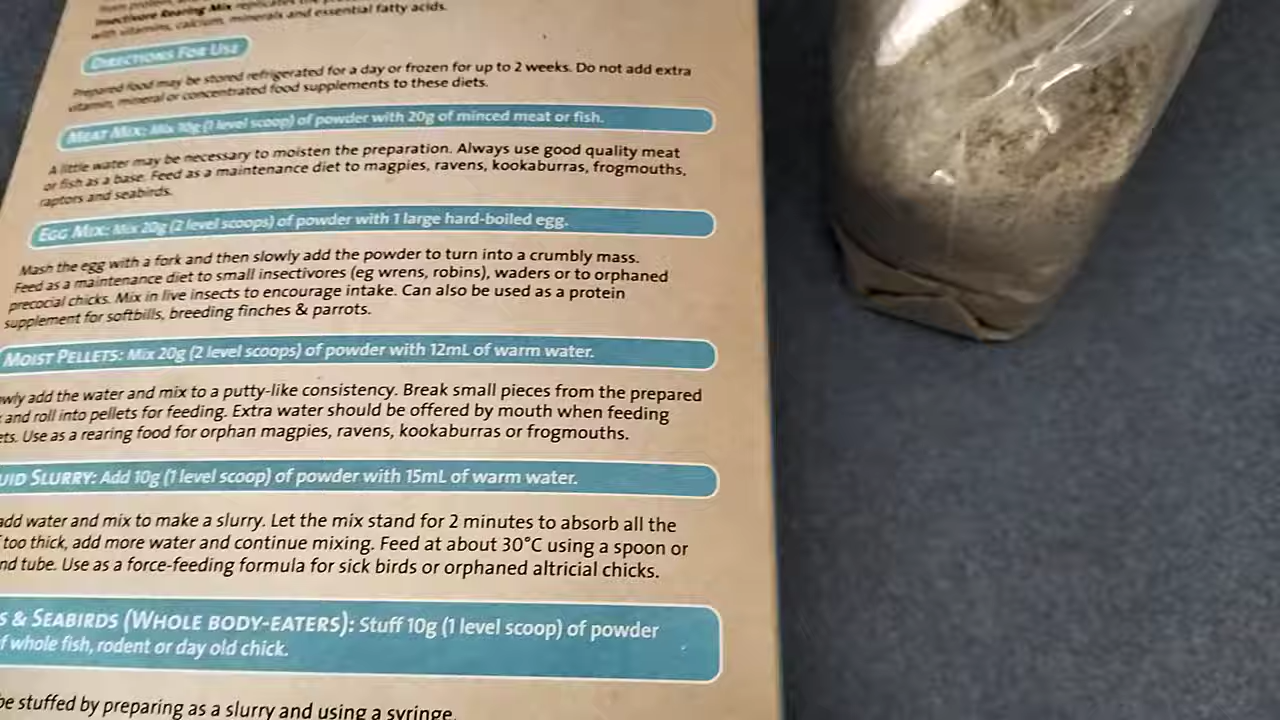 Insectivore Rearing Mix replicates the
with vitamins, calcium, minerals and essential fatty acids.
DIRECTIONS FOR USE
Prepared food may be stored refrigerated for a day or frozen for up to 2 weeks. Do not add extra
vitamin, mineral or concentrated food supplements to these diets.
MEAT MIX: Mix 10g (1 level scoop) of powder with 20g of minced meat or fish.
A little water may be necessary to moisten the preparation. Always use good quality meat
or fish as a base. Feed as a maintenance diet to magpies, ravens, kookaburras, frogmouths,
raptors and seabirds.
EGG MIX: Mix 20g (2 level scoops) of powder with 1 large hard-boiled egg.
Mash the egg with a fork and then slowly add the powder to turn into a crumbly mass.
Feed as a maintenance diet to small insectivores (eg wrens, robins), waders or to orphaned
precocial chicks. Mix in live insects to encourage intake. Can also be used as a protein
supplement for softbills, breeding finches & parrots.
MOIST PELLETS: Mix 20g (2 level scoops) of powder with 12mL of warm water.
wly add the water and mix to a putty-like consistency. Break small pieces from the prepared
and roll into pellets for feeding. Extra water should be offered by mouth when feeding
ets. Use as a rearing food for orphan magpies, ravens, kookaburras or frogmouths.
UID SLURRY: Add 10g (1 level scoop) of powder with 15mL of warm water.
add water and mix to make a slurry. Let the mix stand for 2 minutes to absorb all the
too thick, add more water and continue mixing. Feed at about 30°C using a spoon or
nd tube. Use as a force-feeding formula for sick birds or orphaned altricial chicks.
S & SEABIRDS (WHOLE BODY-EATERS): Stuff 10g (1 level scoop) of powder
f whole fish, rodent or day old chick.
be stuffed by preparing as a slurry and using a syringe.